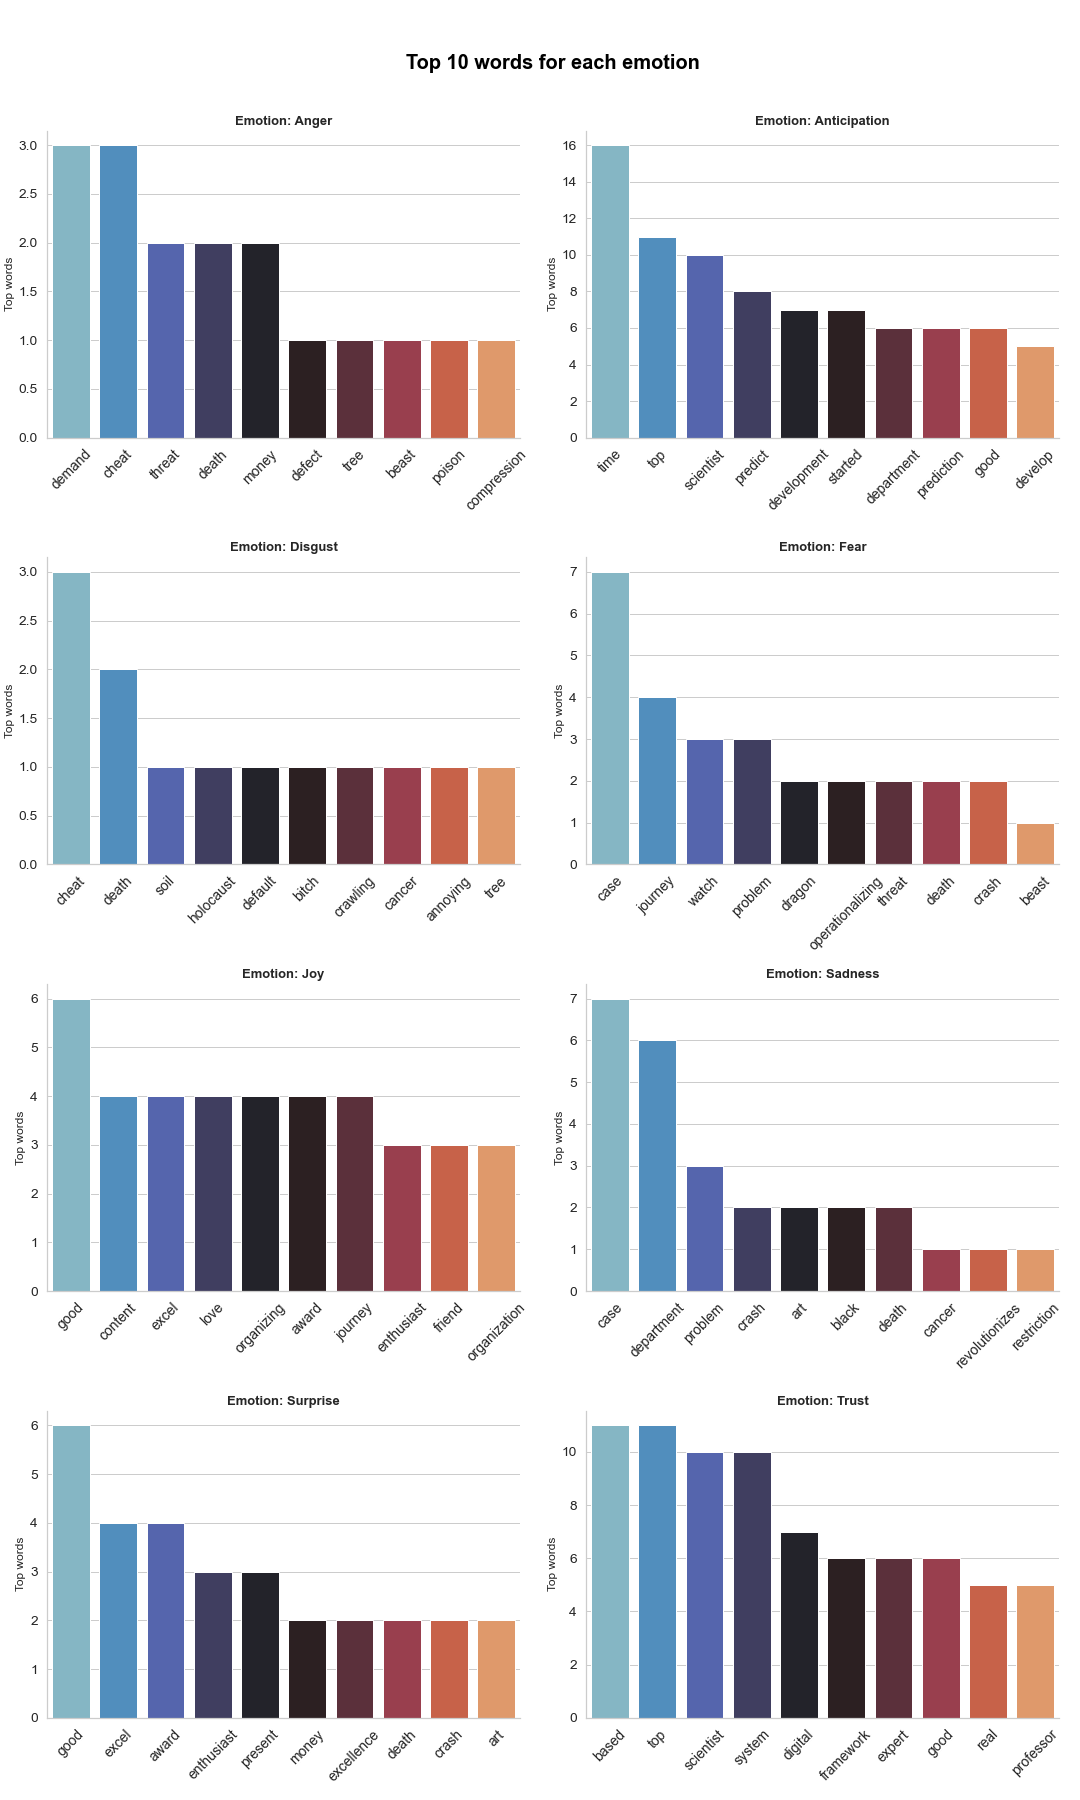 Top 10 words for each emotion
Emotion: Anger
Top words
3.0
2.5
2.0
1.5
1.0
0.5
0.0
demand cheat threat death money defect tree beast poison compression
Emotion: Anticipation
Top words
16
14
12
10
8
6
4
2
0
time top scientist predict development started department prediction good develop
Emotion: Disgust
Top words
3.0
2.5
2.0
1.5
1.0
0.5
0.0
cheat death soil holocaust default bitch crawling cancer annoying tree
Emotion: Fear
Top words
7
6
5
4
3
2
1
0
case journey watch problem dragon operationalizing threat death crash beast
Emotion: Joy
Top words
6
5
4
3
2
1
0
good content excel love organizing award journey enthusiast friend organization
Emotion: Sadness
Top words
7
6
5
4
3
2
1
0
case department problem crash art black death cancer revolutionizes restriction
Emotion: Surprise
Top words
6
5
4
3
2
1
0
good excel award enthusiast present money excellence death crash art
Emotion: Trust
Top words
10
8
6
4
2
0
based top scientist system digital framework expert good real professor